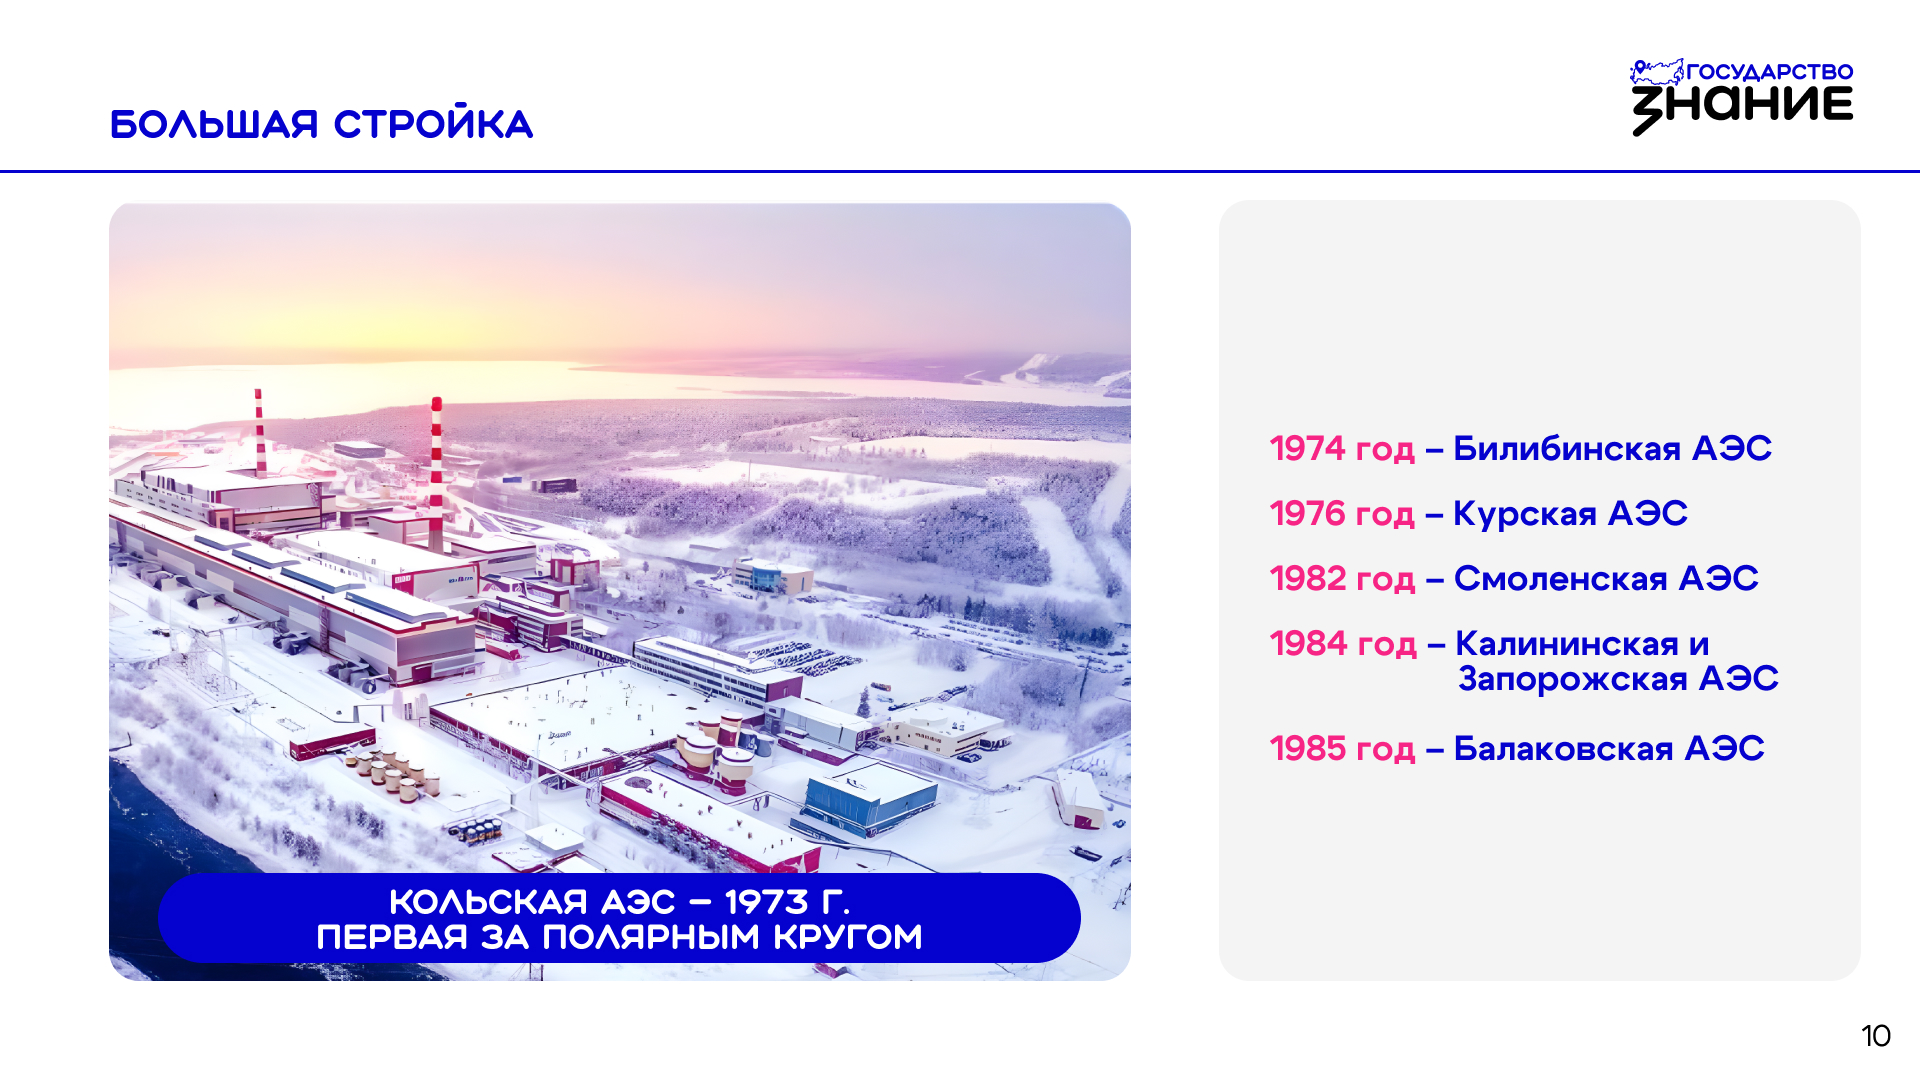 БОЛЬШАЯ СТРОЙКА
ГОСУДАРСТВО
ЗНАНИЕ
КОЛЬСКАЯ АЭС – 1973 Г.
ПЕРВАЯ ЗА ПОЛЯРНЫМ КРУГОМ
1974 год – Билибинская АЭС
1976 год – Курская АЭС
1982 год – Смоленская АЭС
1984 год – Калининская и
Запорожская АЭС
1985 год – Балаковская АЭС
10